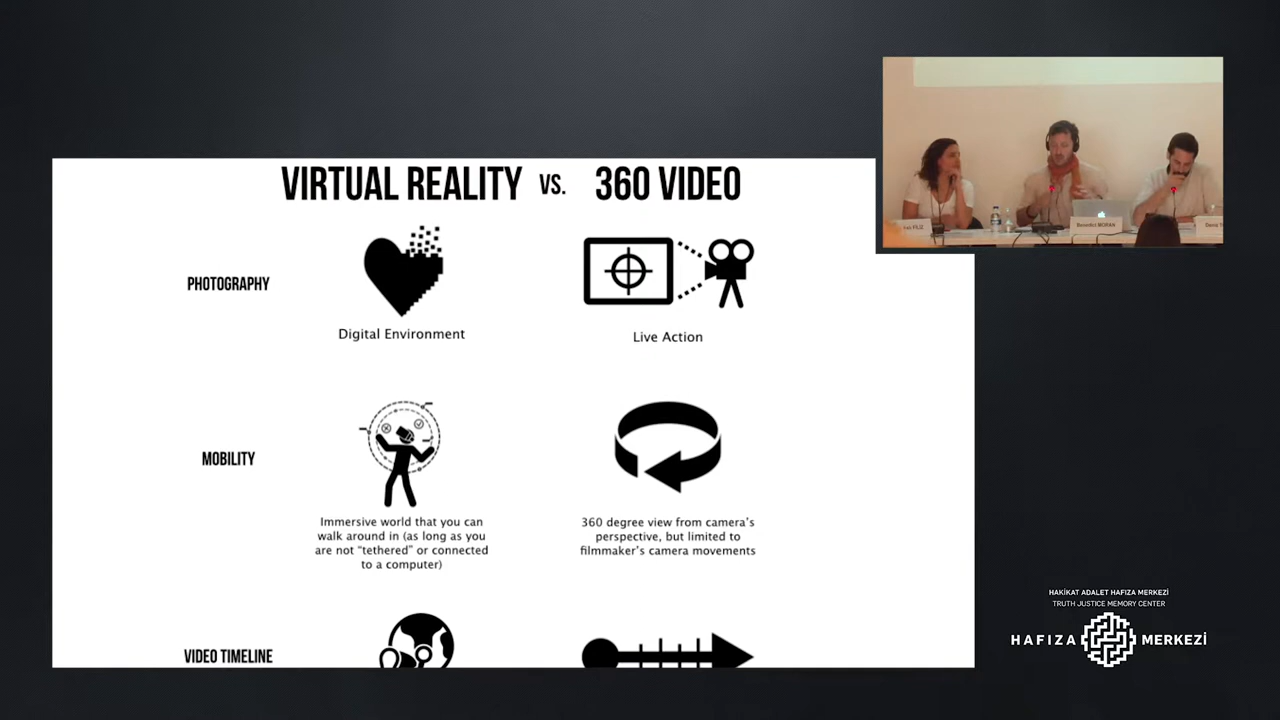 VIRTUAL REALITY VS. 360 VIDEO
PHOTOGRAPHY
Digital Environment
Live Action
MOBILITY
Immersive world that you can
walk around in (as long as you
are not “tethered” or connected
to a computer)
360 degree view from camera’s
perspective, but limited to
filmmaker’s camera movements
VIDEO TIMELINE
Benedict MORAN
HAKİKAT ADALET HAFIZA MERKEZİ
TRUTH JUSTICE MEMORY CENTER
HAFIZA MERKEZİ